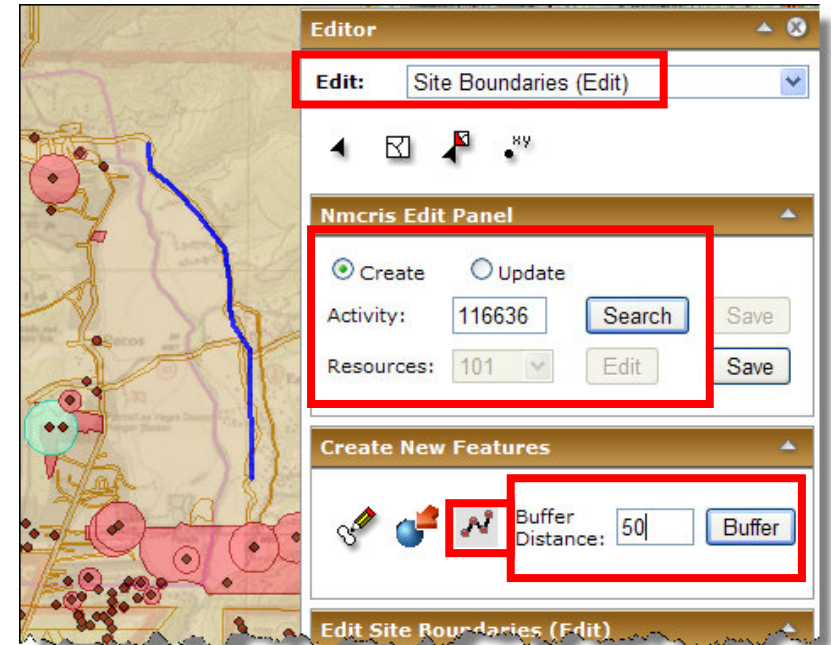 Editor
Edit: Site Boundaries (Edit)
xy
Nmcris Edit Panel
Create Update
Activity: 116636 Search Save
Resources: 101 Edit Save
Create New Features
Buffer
Distance: 50 Buffer
Edit Site Boundaries (Edit)